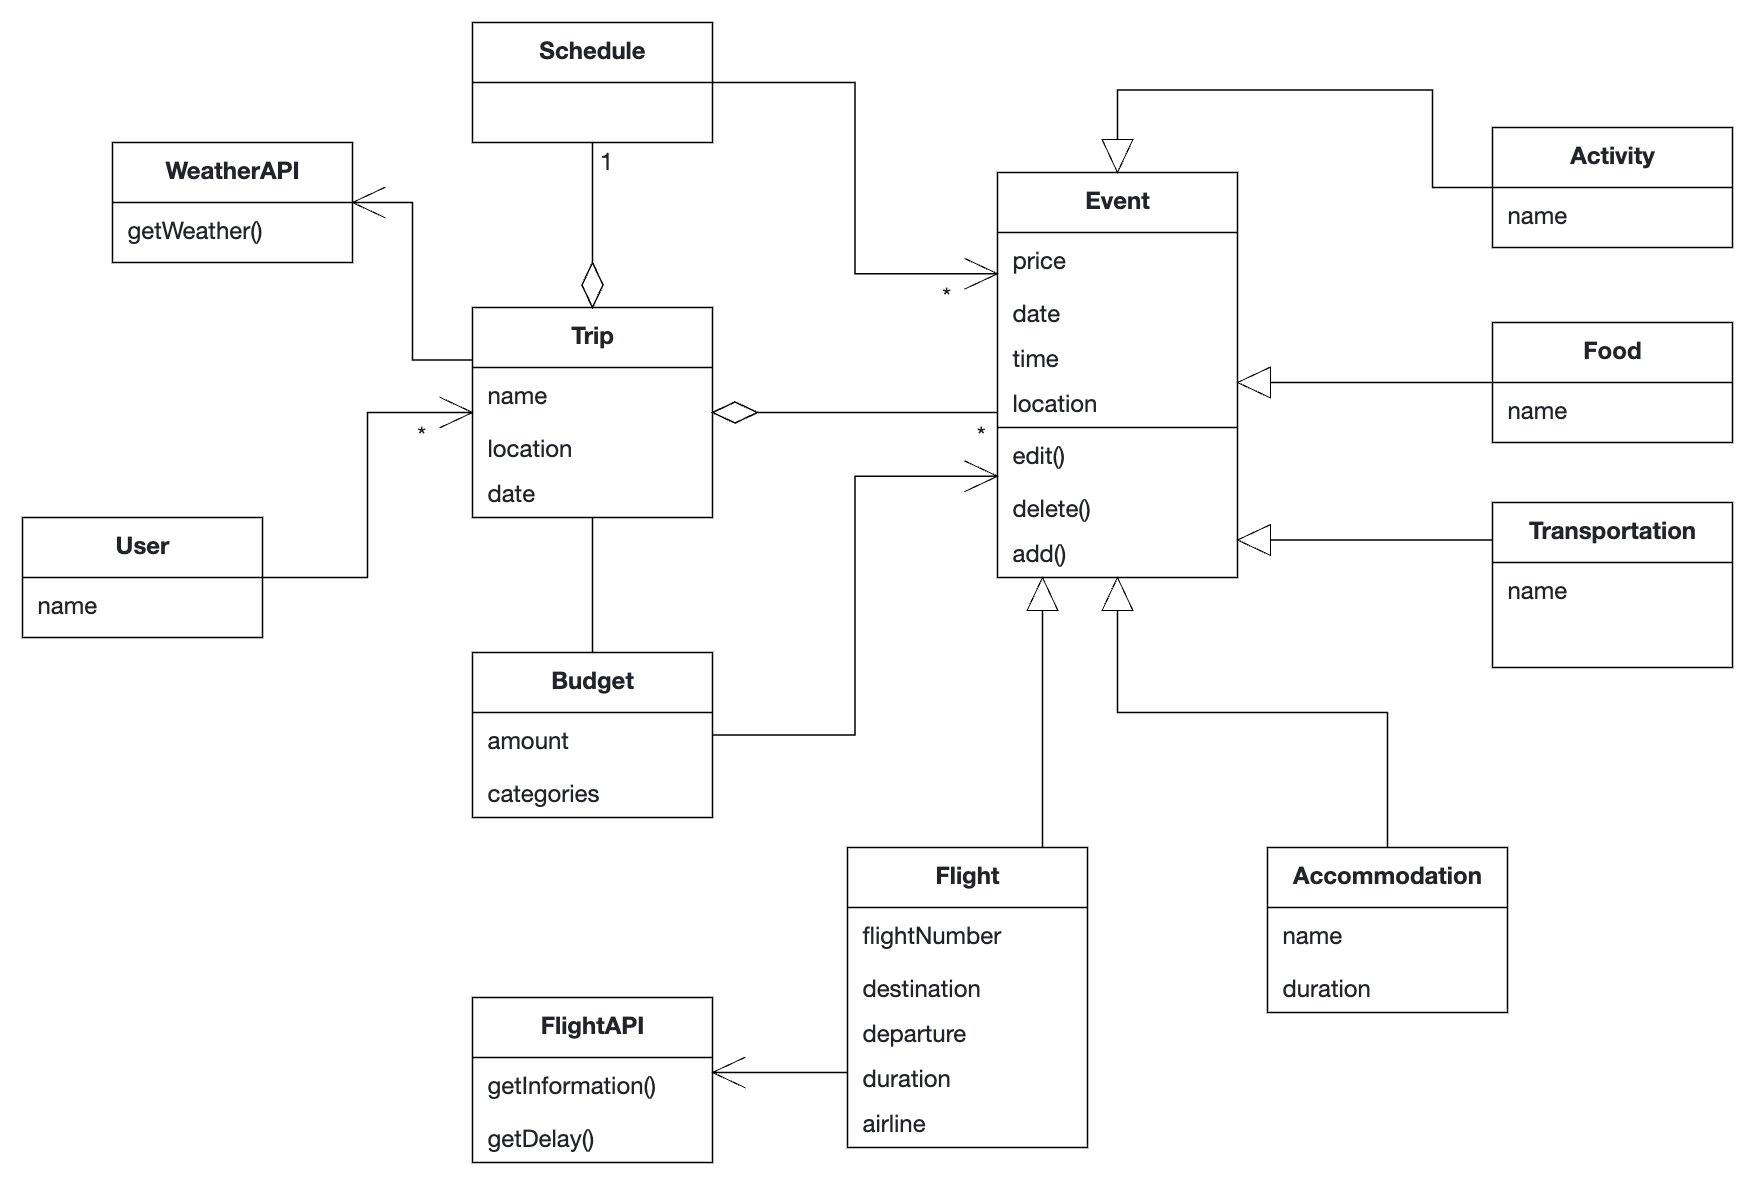 Schedule
1
WeatherAPI
getWeather()
Trip
name
location
date
*
User
name
Budget
amount
categories
Event
price
date
time
location
edit()
delete()
add()
*
*
Activity
name
Food
name
Transportation
name
Flight
flightNumber
destination
departure
duration
airline
Accommodation
name
duration
FlightAPI
getInformation()
getDelay()